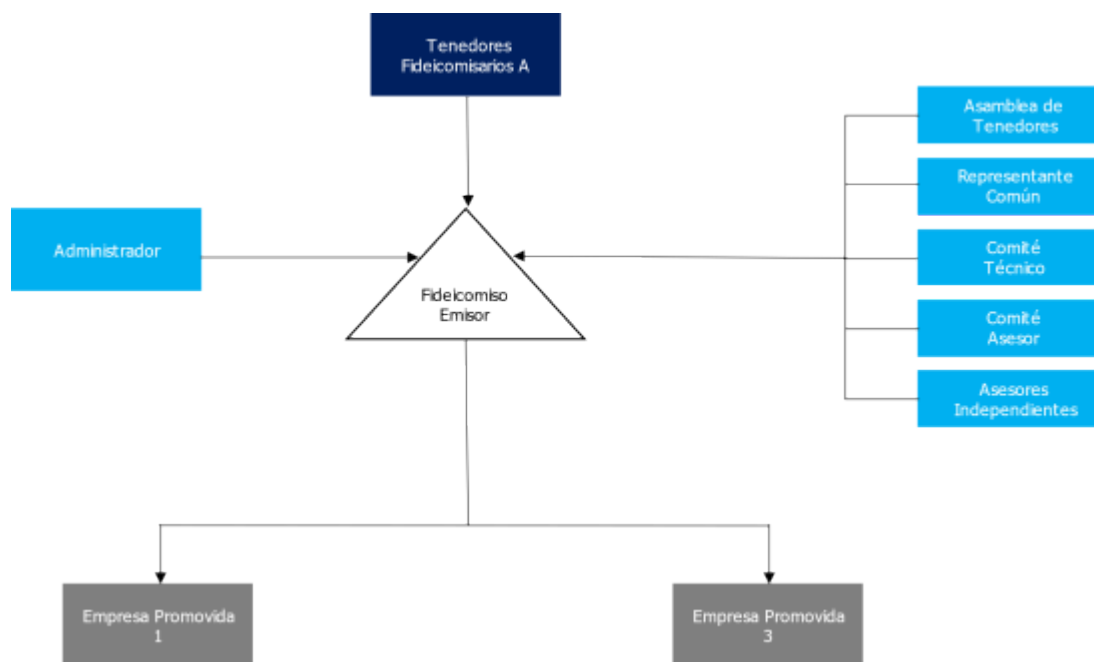 Tenedores
Fideicomisarios A
Asamblea de
Tenedores
Representante
Común
Administrador
Comité
Técnico
Fideicomiso
Emisor
Comité
Asesor
Asesores
Independientes
Empresa Promovida
1
Empresa Promovida
3